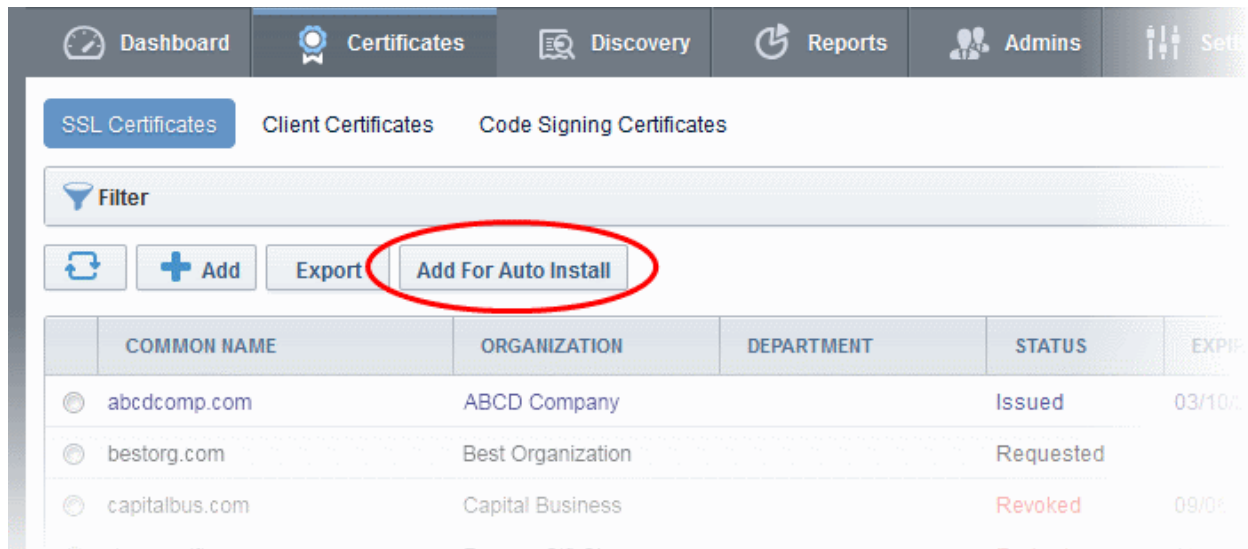 Dashboard Certificates Discovery Reports Admins
SSL Certificates Client Certificates Code Signing Certificates
Filter
Add Export Add For Auto Install
COMMON NAME ORGANIZATION DEPARTMENT STATUS
abcdcomp.com ABCD Company Issued 03/10/
bestorg.com Best Organization Requested
capitalbus.com Capital Business Revoked